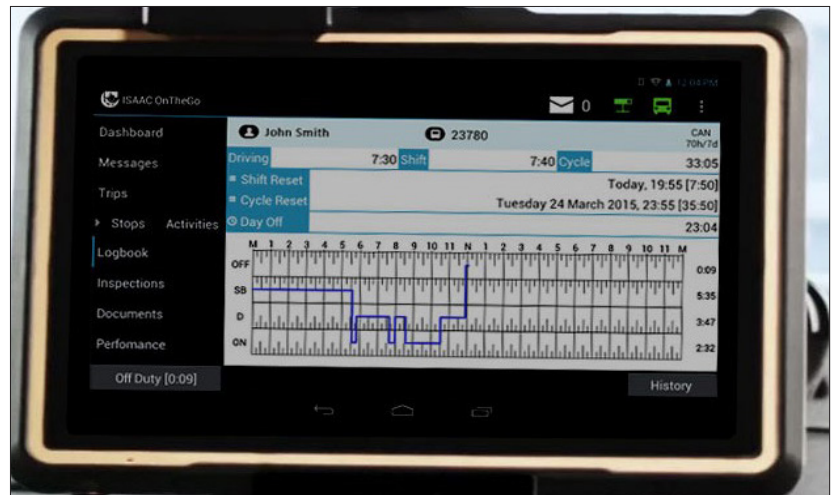 12:04 PM
ISAAC OnTheGo
0
Dashboard
Messages
Trips
Stops Activities
Logbook
Inspections
Documents
Perfomance
Off Duty [0:09]
John Smith 23780 CAN
70h/7d
Driving 7:30 Shift 7:40 Cycle 33:05
Shift Reset Today, 19:55 [7:50]
Cycle Reset Tuesday 24 March 2015, 23:55 [35:50]
Day Off 23:04
M 1 2 3 4 5 6 7 8 9 10 11 N 1 2 3 4 5 6 7 8 9 10 11 M
OFF 0:09
SB 5:35
D 3:47
ON 2:32
History